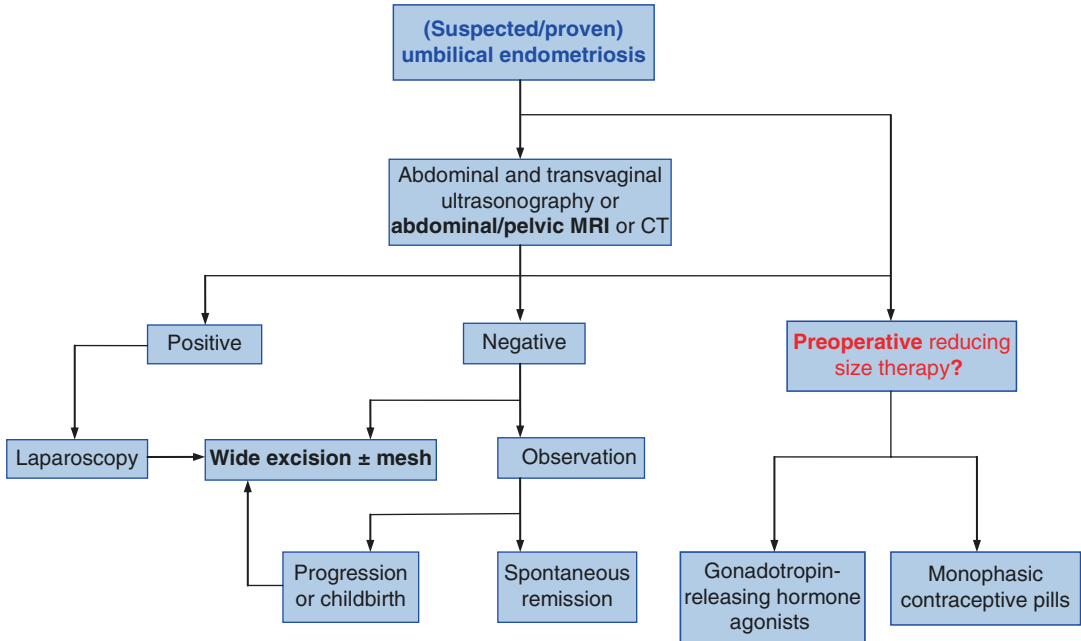 (Suspected/proven)
umbilical endometriosis
Abdominal and transvaginal
ultrasonography or
abdominal/pelvic MRI or CT
Positive
Negative
Preoperative reducing
size therapy?
Laparoscopy
Wide excision ± mesh
Observation
Progression
or childbirth
Spontaneous
remission
Gonadotropin-
releasing hormone
agonists
Monophasic
contraceptive pills